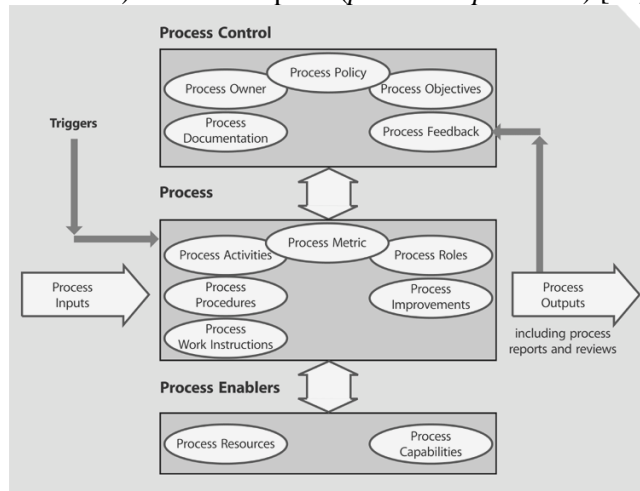 Process Control
Process Policy
Process Owner
Process Objectives
Process
Documentation
Process Feedback
Triggers
Process
Process Metric
Process Activities
Process Roles
Process
Inputs
Process
Procedures
Process
Improvements
Process
Outputs
Process
Work Instructions
including process
reports and reviews
Process Enablers
Process Resources
Process
Capabilities